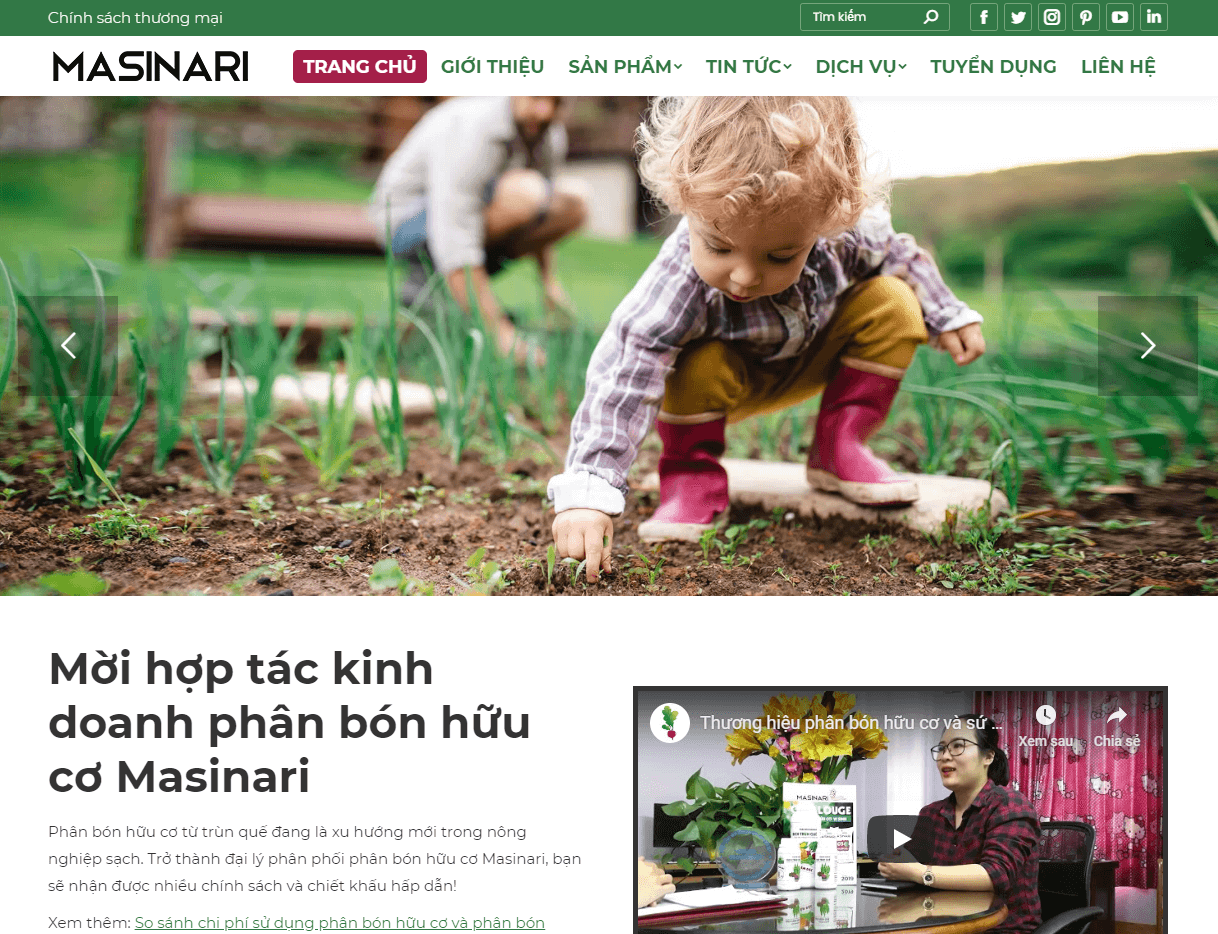 Chính sách thương mại
Tìm kiếm
MASINARI
TRANG CHỦ GIỚI THIỆU SẢN PHẨM TIN TỨC DỊCH VỤ TUYỂN DỤNG LIÊN HỆ
Mời hợp tác kinh
doanh phân bón hữu
cơ Masinari
Phân bón hữu cơ từ trùn quế đang là xu hướng mới trong nông
nghiệp sạch. Trở thành đại lý phân phối phân bón hữu cơ Masinari, bạn
sẽ nhận được nhiều chính sách và chiết khấu hấp dẫn!
Xem thêm: So sánh chi phí sử dụng phân bón hữu cơ và phân bón
Thương hiệu phân bón hữu cơ và sứ ...
Xem sau
Chia sẻ
MASINARI